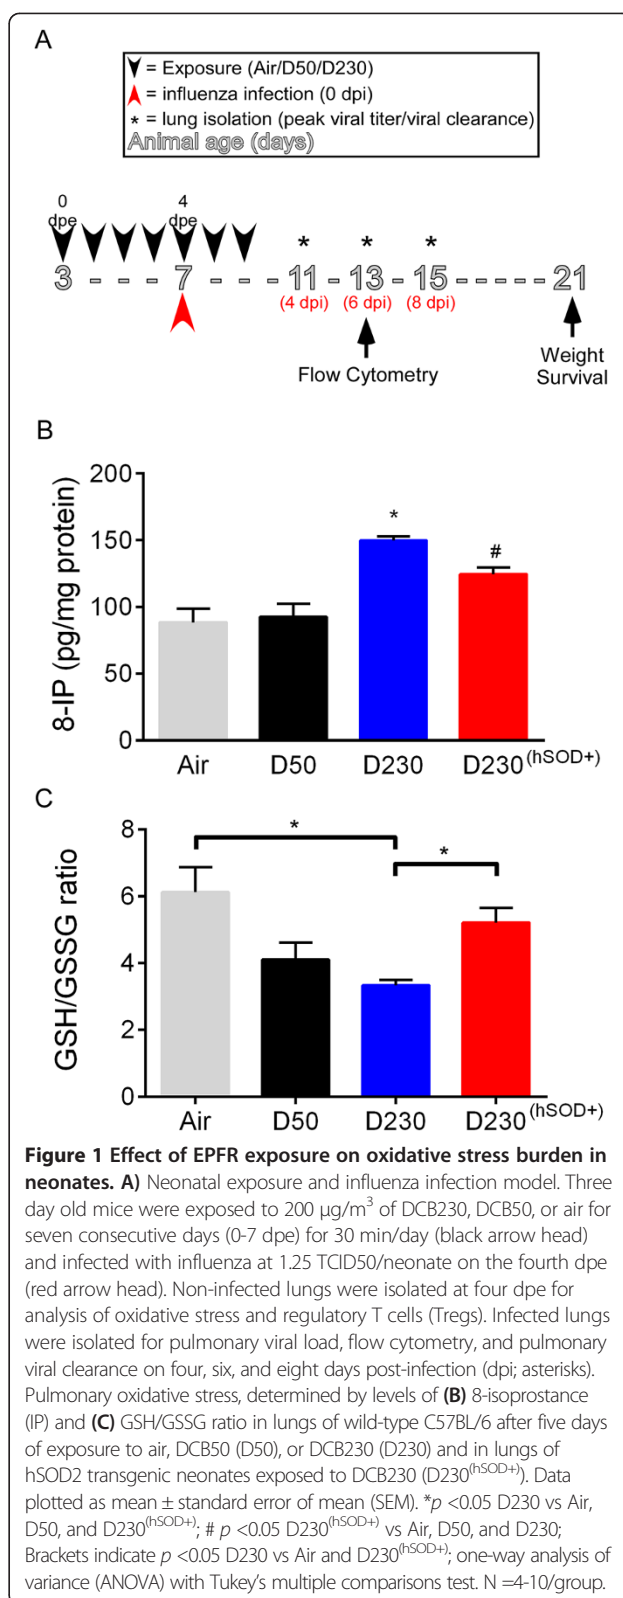 A
= Exposure (Air/D50/D230)
= influenza infection (0 dpi)
* = lung isolation (peak viral titer/viral clearance)
Animal age (days)
0 4
dpe dpe
* * *
3 - - - 7 - - - 11 - 13 - 15 - - - - - 21
(4 dpi) (6 dpi) (8 dpi)
Flow Cytometry
Weight
Survival
B
8-IP (pg/mg protein)
200
150
100
50
0
*
#
Air D50 D230 D230(hSOD+)
C
GSH/GSSG ratio
8
6
4
2
0
*
*
Air D50 D230 D230(hSOD+)
Figure 1 Effect of EPFR exposure on oxidative stress burden in
neonates. A) Neonatal exposure and influenza infection model. Three
day old mice were exposed to 200 μg/m³ of DCB230, DCB50, or air for
seven consecutive days (0-7 dpe) for 30 min/day (black arrow head)
and infected with influenza at 1.25 TCID50/neonate on the fourth dpe
(red arrow head). Non-infected lungs were isolated at four dpe for
analysis of oxidative stress and regulatory T cells (Tregs). Infected lungs
were isolated for pulmonary viral load, flow cytometry, and pulmonary
viral clearance on four, six, and eight days post-infection (dpi; asterisks).
Pulmonary oxidative stress, determined by levels of (B) 8-isoprostance
(IP) and (C) GSH/GSSG ratio in lungs of wild-type C57BL/6 after five days
of exposure to air, DCB50 (D50), or DCB230 (D230) and in lungs of
hSOD2 transgenic neonates exposed to DCB230 (D230(hSOD+)). Data
plotted as mean ± standard error of mean (SEM). *p <0.05 D230 vs Air,
D50, and D230(hSOD+); # p <0.05 D230(hSOD+) vs Air, D50, and D230;
Brackets indicate p <0.05 D230 vs Air and D230(hSOD+); one-way analysis of
variance (ANOVA) with Tukey's multiple comparisons test. N =4-10/group.